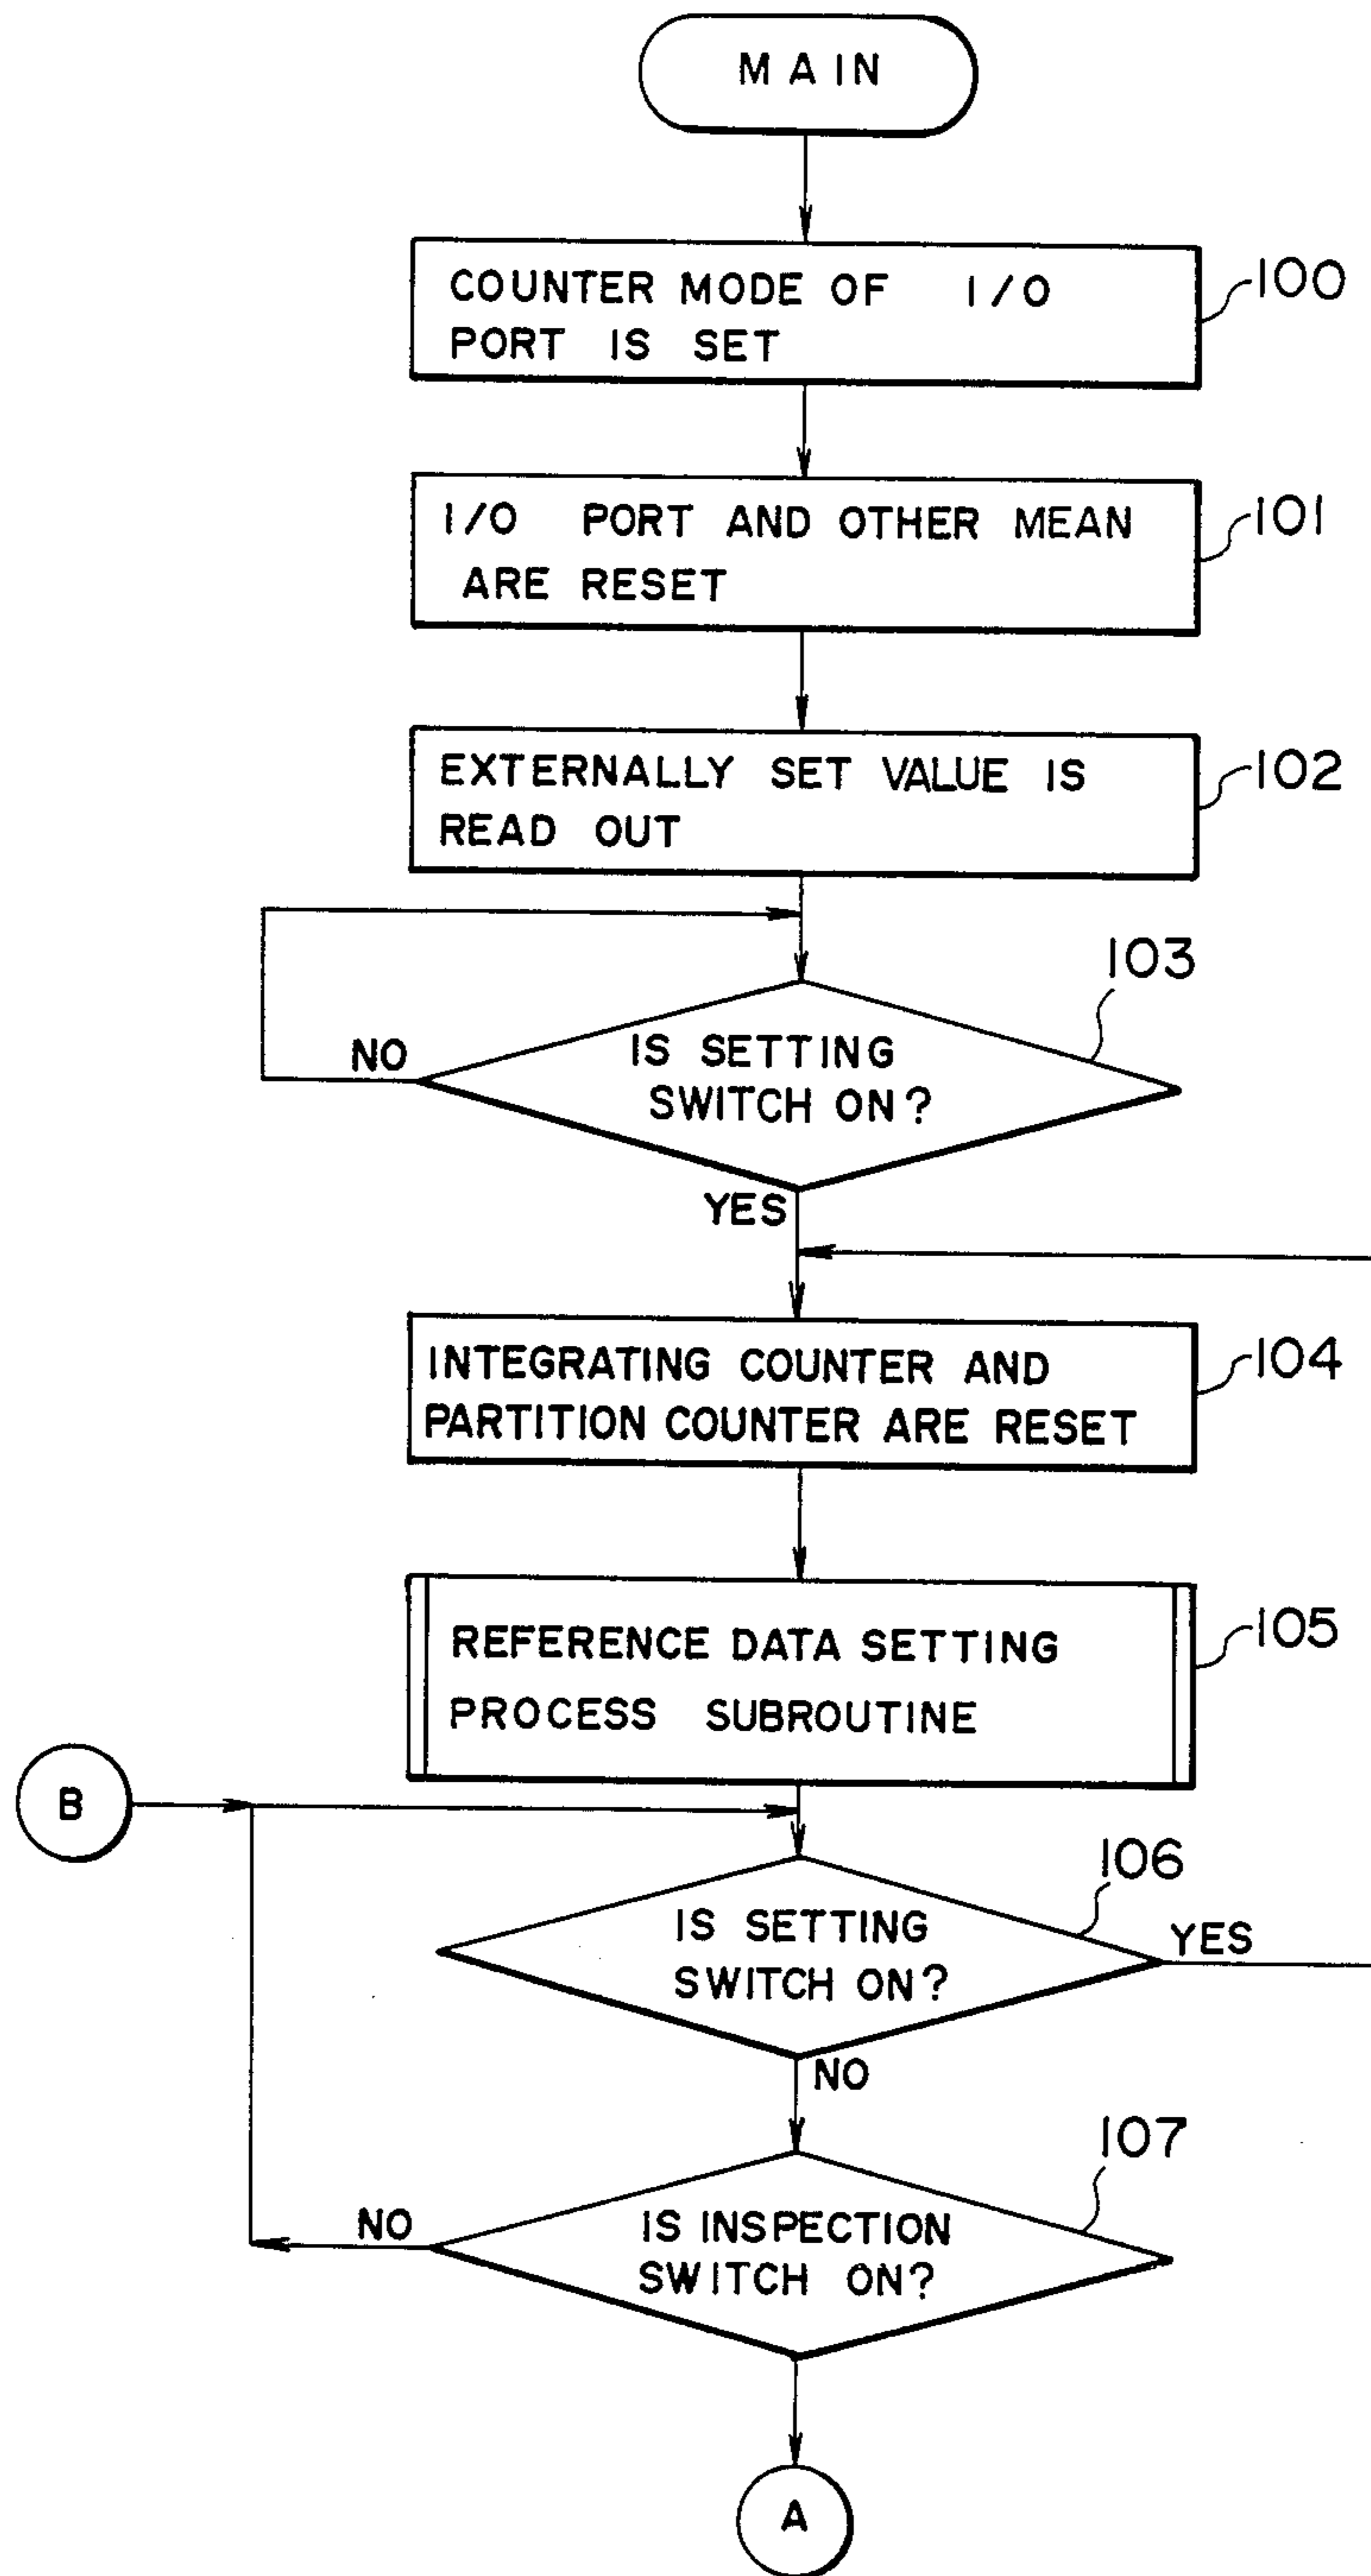 MAIN
COUNTER MODE OF I/O
PORT IS SET
100
I/O PORT AND OTHER MEAN
ARE RESET
101
EXTERNALLY SET VALUE IS
READ OUT
102
103
IS SETTING
SWITCH ON?
NO
YES
INTEGRATING COUNTER AND
PARTITION COUNTER ARE RESET
104
REFERENCE DATA SETTING
PROCESS SUBROUTINE
105
B
106
IS SETTING
SWITCH ON?
YES
NO
107
IS INSPECTION
SWITCH ON?
NO
A